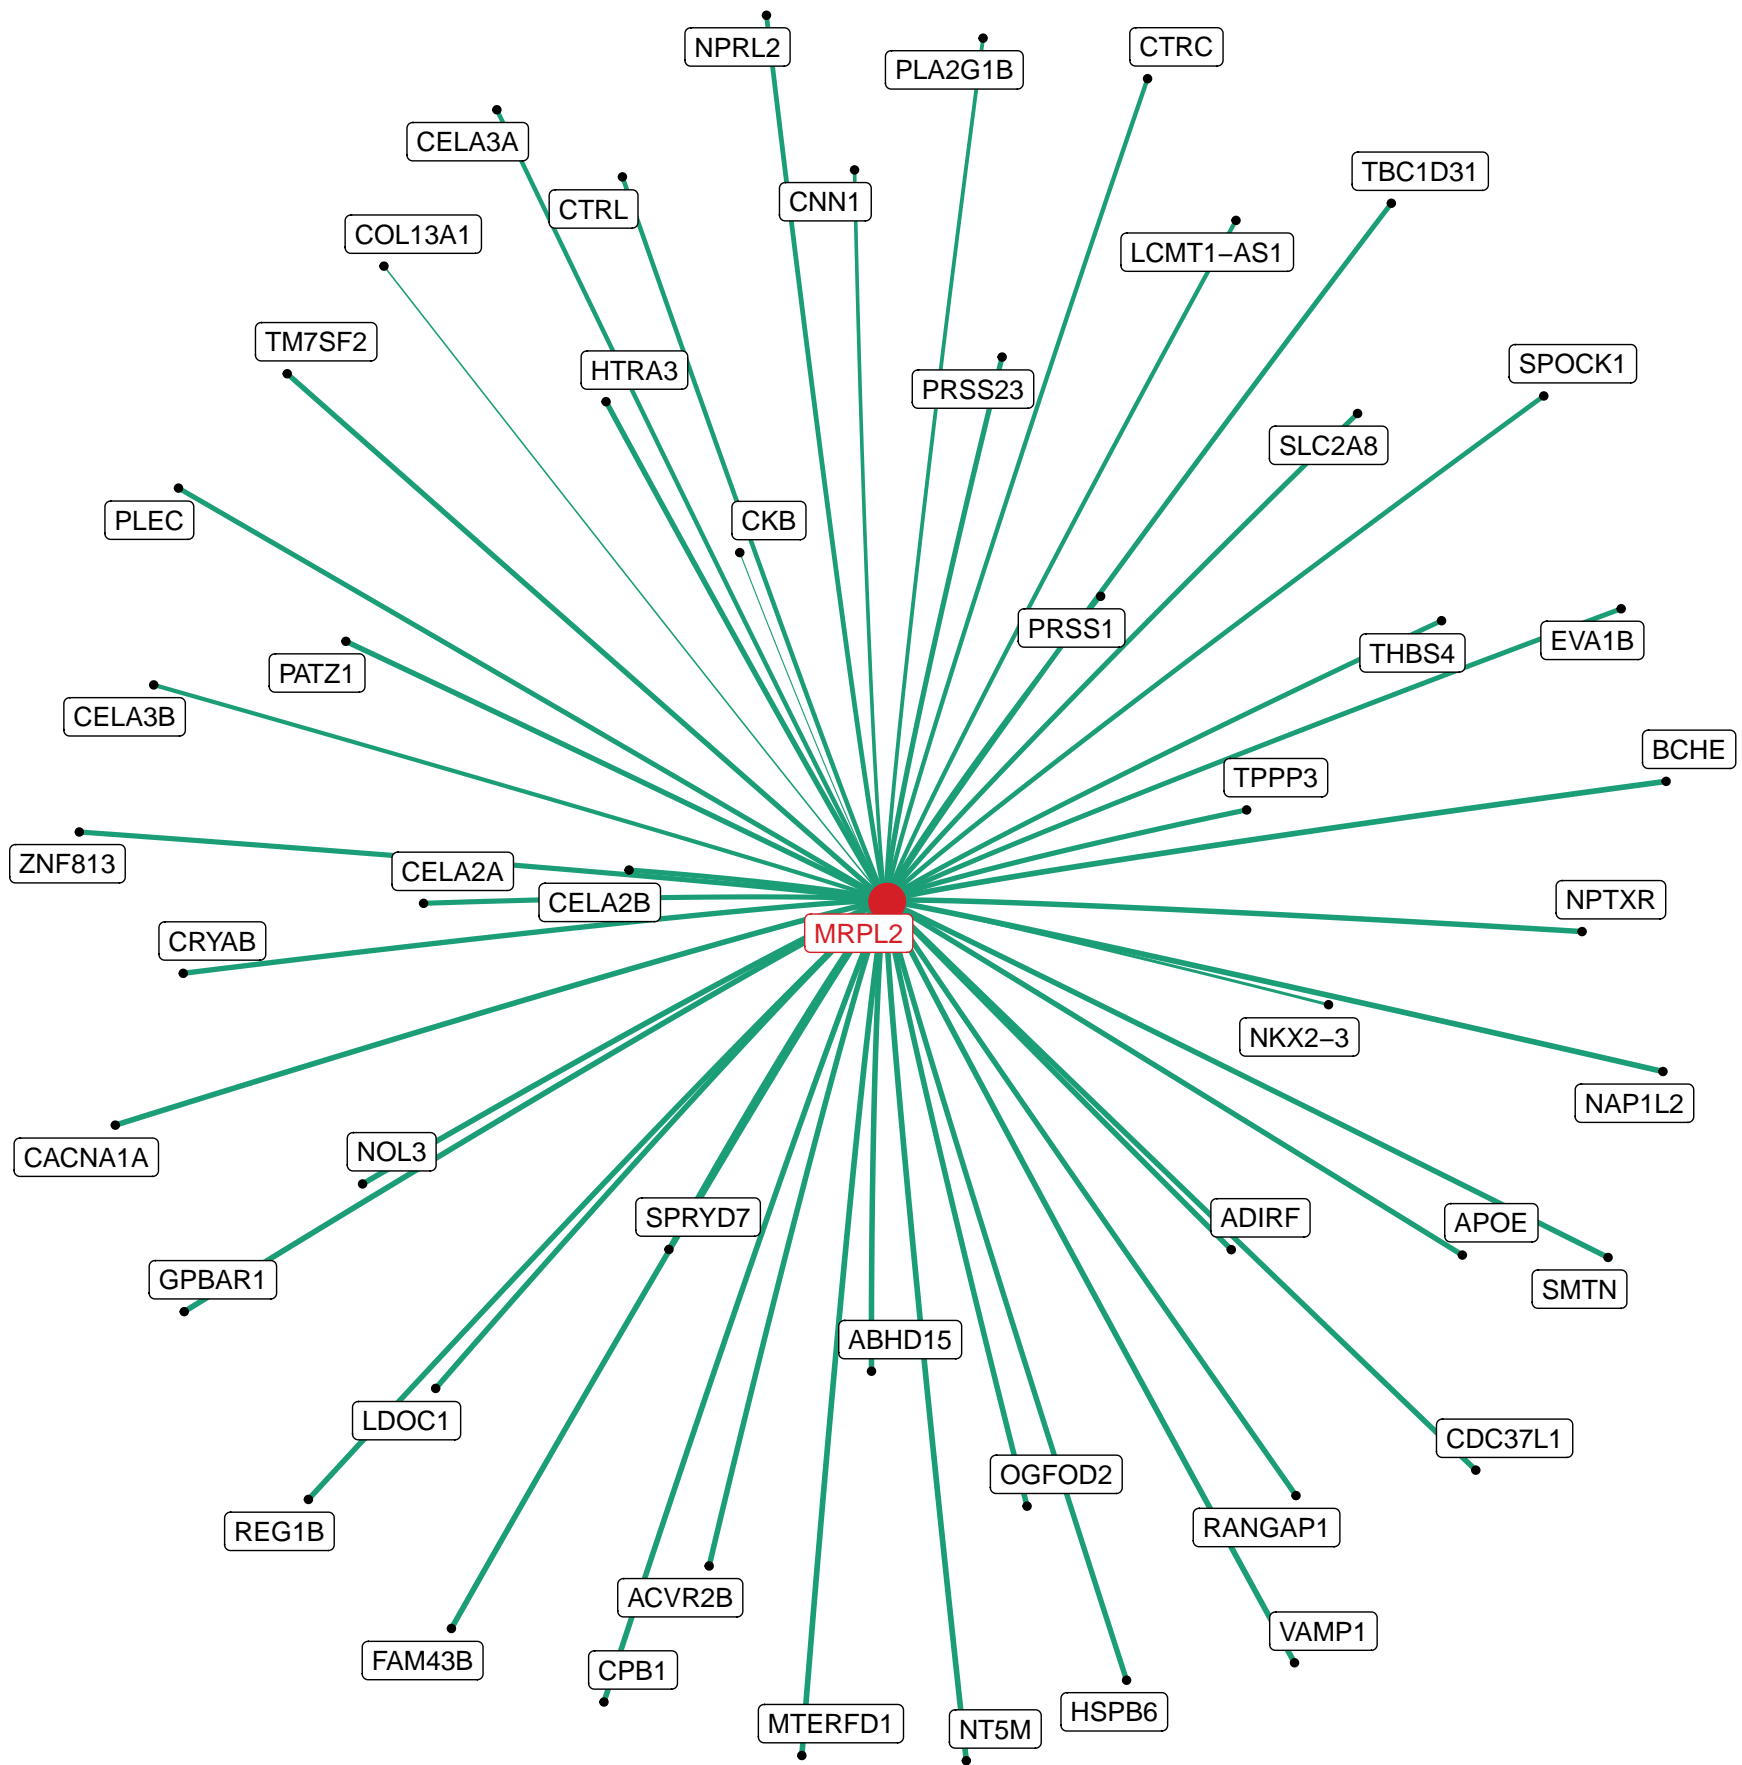 NPRL2
CTRC
PLA2G1B
CELA3A
TBC1D31
CNN1
CTRL
COL13A1
LCMT1−AS1
TM7SF2
SPOCK1
HTRA3
PRSS23
SLC2A8
PLEC
CKB
PRSS1
EVA1B
THBS4
PATZ1
CELA3B
BCHE
TPPP3
ZNF813
CELA2A
CELA2B
NPTXR
MRPL2
CRYAB
NKX2−3
NAP1L2
NOL3
CACNA1A
SPRYD7
ADIRF
APOE
GPBAR1
SMTN
ABHD15
LDOC1
CDC37L1
OGFOD2
REG1B
RANGAP1
ACVR2B
VAMP1
FAM43B
CPB1
HSPB6
MTERFD1
NT5M